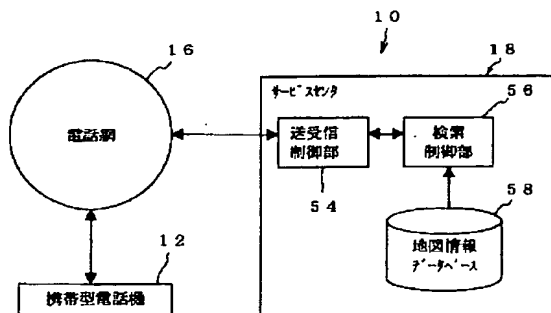 10
16
18
サービスセンタ
56
電話網
送受信
制御部
検索
制御部
54
58
地図情報
データベース
12
携帯型電話機